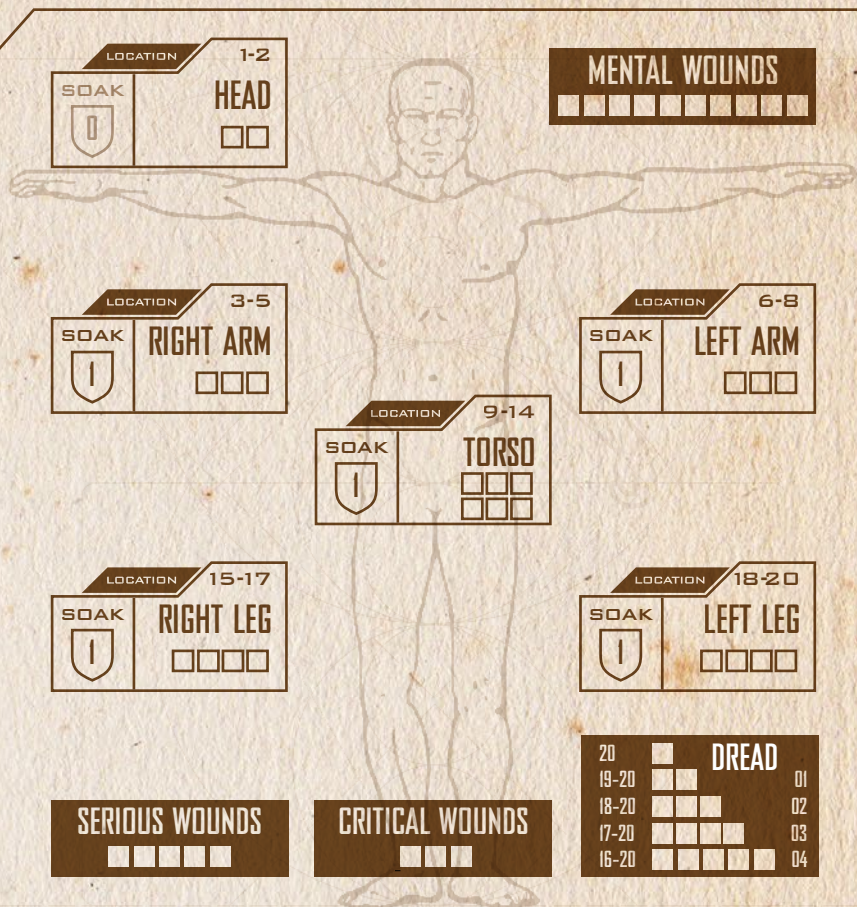 LOCATION 1-2
SOAK HEAD
0
MENTAL WOUNDS
LOCATION 3-5
SOAK RIGHT ARM
1
LOCATION 6-8
SOAK LEFT ARM
1
LOCATION 9-14
SOAK TORSO
1
LOCATION 15-17
SOAK RIGHT LEG
1
LOCATION 18-20
SOAK LEFT LEG
1
SERIOUS WOUNDS
CRITICAL WOUNDS
20 DREAD
19-20 01
18-20 02
17-20 03
16-20 04